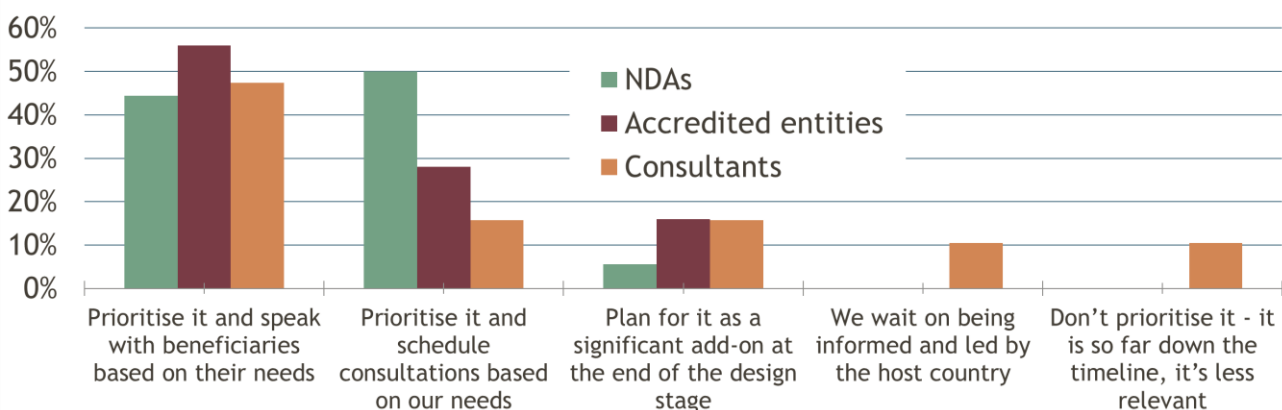 60%
50%
40%
30%
20%
10%
0%
NDAs
Accredited entities
Consultants
Prioritise it and speak
with beneficiaries
based on their needs
Prioritise it and
schedule
consultations based
on our needs
Plan for it as a
significant add-on at
the end of the design
stage
We wait on being
informed and led by
the host country
Don’t prioritise it - it
is so far down the
timeline, it’s less
relevant